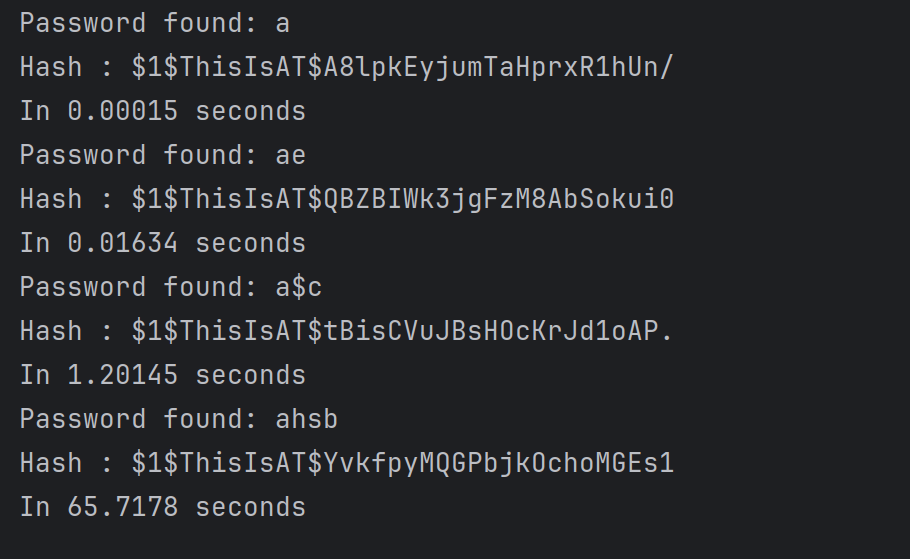 Password found: a
Hash : $1$ThisIsAT$A8lpkEyjumTaHprxR1hUn/
In 0.00015 seconds
Password found: ae
Hash : $1$ThisIsAT$QBZBIWk3jgFzM8AbSokui0
In 0.01634 seconds
Password found: a$c
Hash : $1$ThisIsAT$tBisCVuJBsHOcKrJd1oAP.
In 1.20145 seconds
Password found: ahsb
Hash : $1$ThisIsAT$YvkfpyMQGPbjkOchoMGEs1
In 65.7178 seconds